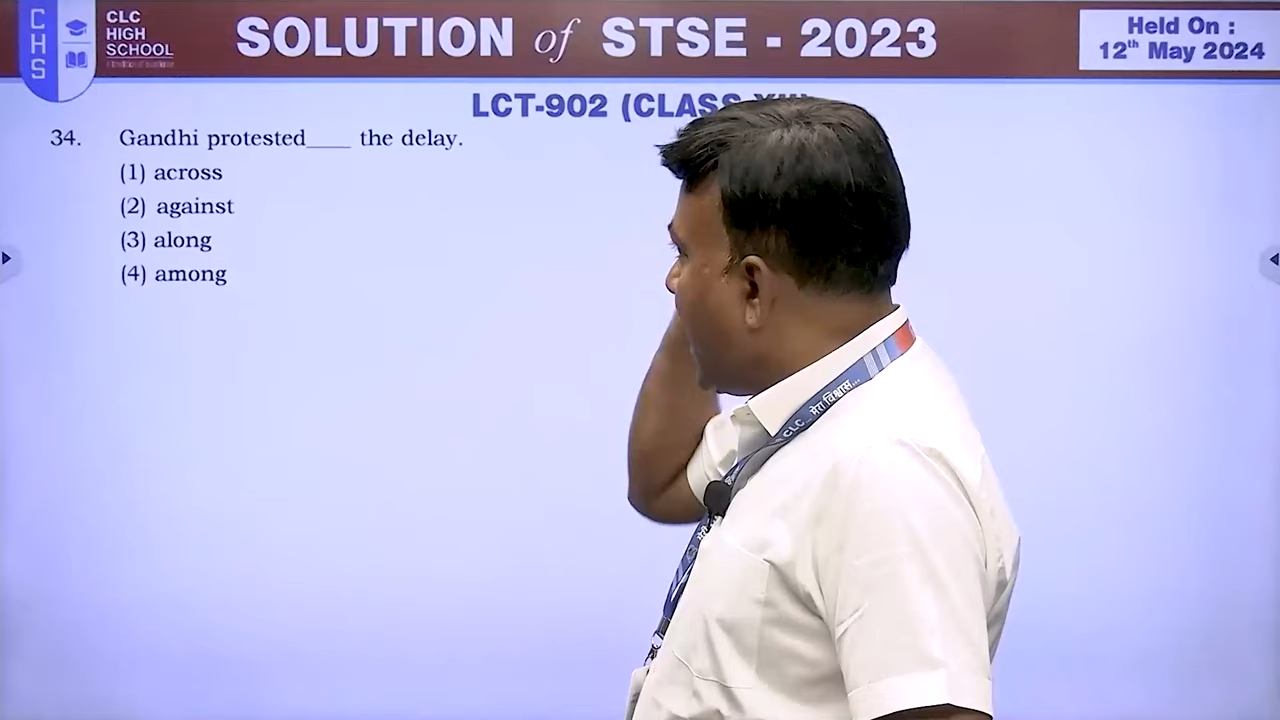 CHS
CLC
HIGH
SCHOOL
SOLUTION of STSE - 2023
Held On :
12th May 2024
LCT-902 (CLASS
34. Gandhi protested____ the delay.
(1) across
(2) against
(3) along
(4) among
CLC... मेरा विश्वास...